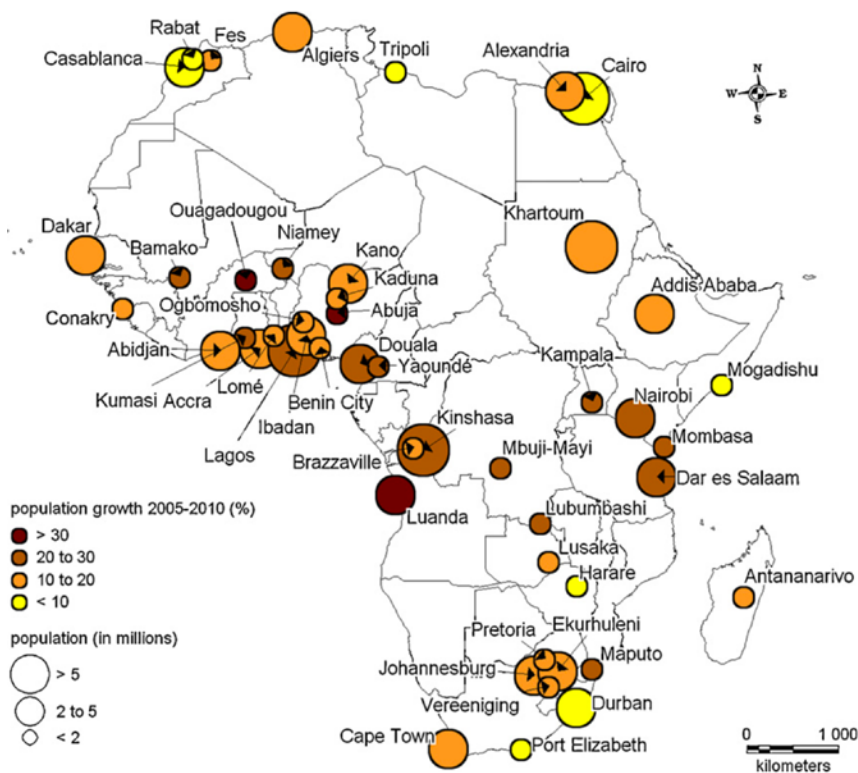 Rabat
Fes
Casablanca
Algiers
Tripoli
Alexandria
Cairo
N
W E
S
Ouagadougou
Dakar
Bamako
Niamey
Khartoum
Kano
Kaduna
Ogbomosho
Abuja
Addis Ababa
Conakry
Abidjan
Douala
Kampala
Yaoundé
Mogadishu
Lomé
Kumasi Accra
Benin City
Nairobi
Ibadan
Kinshasa
Mombasa
Lagos
Mbuji-Mayi
Brazzaville
Dar es Salaam
population growth 2005-2010 (%)
Luanda
Lubumbashi
> 30
20 to 30
Lusaka
10 to 20
Harare
Antananarivo
< 10
Pretoria
Ekurhuleni
population (in millions)
Maputo
Johannesburg
> 5
Vereeniging
Durban
2 to 5
Cape Town
< 2
Port Elizabeth
0 1 000
kilometers